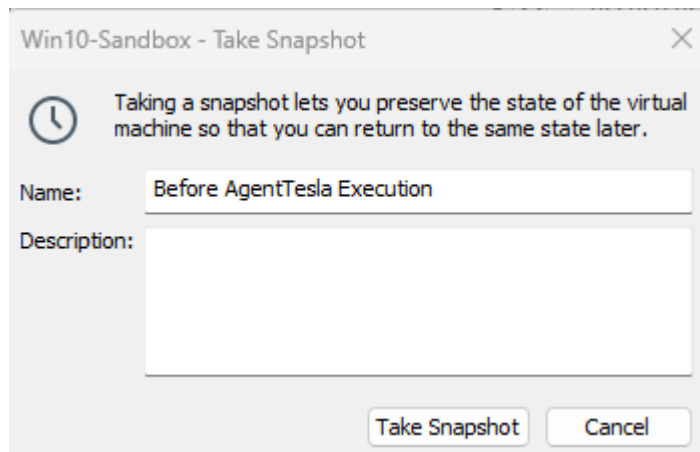 Win10-Sandbox - Take Snapshot
Taking a snapshot lets you preserve the state of the virtual
machine so that you can return to the same state later.
Name:
Before AgentTesla Execution
Description:
Take Snapshot
Cancel